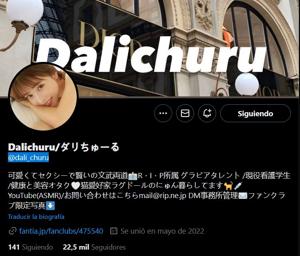 Dalichuru
Siguiendo
Dalichuru/ダリちゅーる
@dali_churu
可愛くてセクシーで賢いの文武両道🏫R・I・P所属 グラビアタレント /現役看護学生
/健康と美容オタク🤍猫愛好家ラグドールのにゅん暮らしてます🐈💉
YouTube(ASMR)/お問い合わせはこちらmail@rip.ne.jp DM事務所管理✉️ファンクラ
ブ限定写真⬇️
Traducir la biografía
fantia.jp/fanclubs/475540 Se unió en mayo de 2022
141 Siguiendo 22,5 mil Seguidores